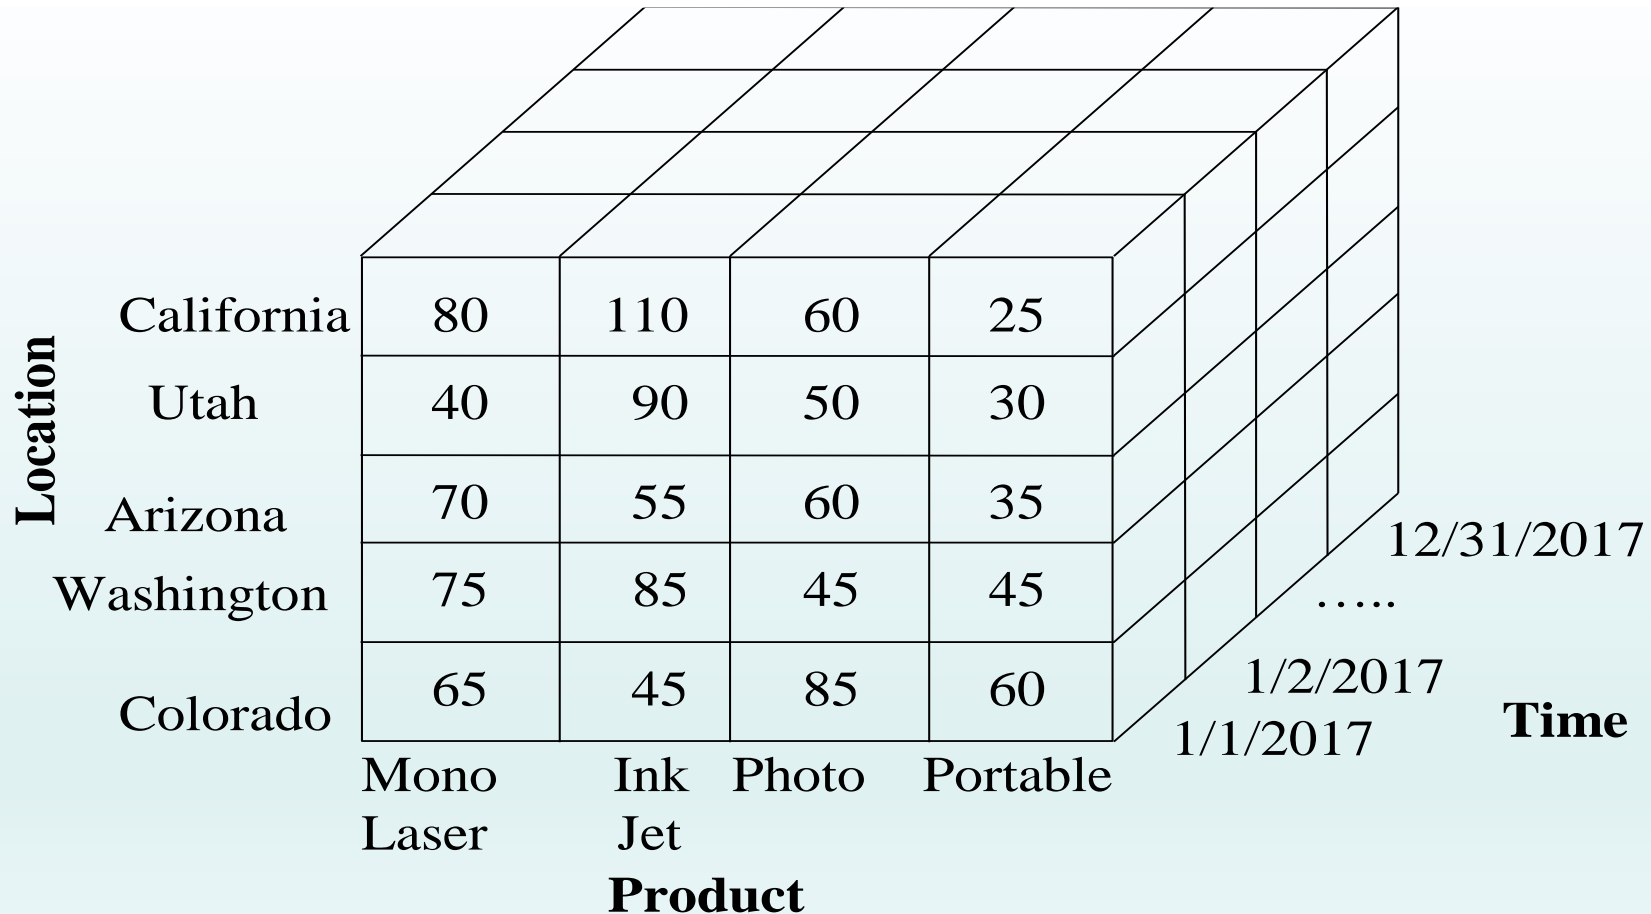 California 80 110 60 25
Utah 40 90 50 30
Location
Arizona 70 55 60 35
12/31/2017
Washington 75 85 45 45
…..
1/2/2017
Colorado 65 45 85 60
Time
1/1/2017
Mono Ink Photo Portable
Laser Jet
Product